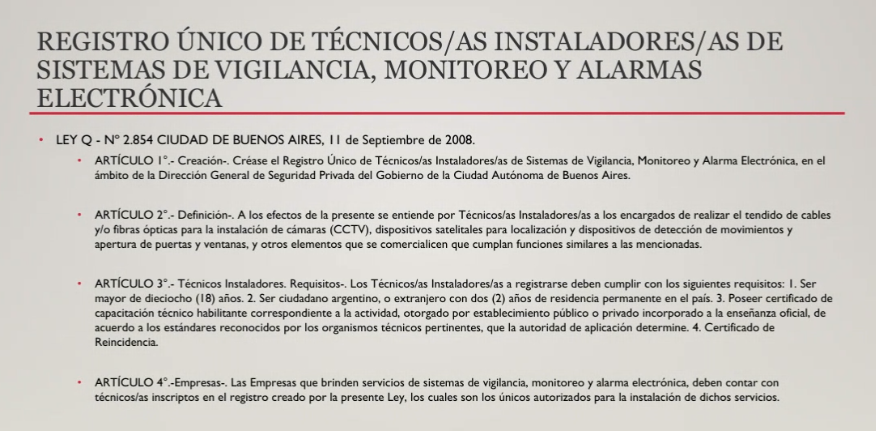 REGISTRO ÚNICO DE TÉCNICOS/AS INSTALADORES/AS DE
SISTEMAS DE VIGILANCIA, MONITOREO Y ALARMAS
ELECTRÓNICA
• LEY Q - Nº 2.854 CIUDAD DE BUENOS AIRES, 11 de Septiembre de 2008.
• ARTÍCULO 1°.- Creación-. Créase el Registro Único de Técnicos/as Instaladores/as de Sistemas de Vigilancia, Monitoreo y Alarma Electrónica, en el
ámbito de la Dirección General de Seguridad Privada del Gobierno de la Ciudad Autónoma de Buenos Aires.
• ARTÍCULO 2°.- Definición-. A los efectos de la presente se entiende por Técnicos/as Instaladores/as a los encargados de realizar el tendido de cables
y/o fibras ópticas para la instalación de cámaras (CCTV), dispositivos satelitales para localización y dispositivos de detección de movimientos y
apertura de puertas y ventanas, y otros elementos que se comercialicen que cumplan funciones similares a las mencionadas.
• ARTÍCULO 3°.- Técnicos Instaladores. Requisitos-. Los Técnicos/as Instaladores/as a registrarse deben cumplir con los siguientes requisitos: 1. Ser
mayor de dieciocho (18) años. 2. Ser ciudadano argentino, o extranjero con dos (2) años de residencia permanente en el país. 3. Poseer certificado de
capacitación técnico habilitante correspondiente a la actividad, otorgado por establecimiento público o privado incorporado a la enseñanza oficial, de
acuerdo a los estándares reconocidos por los organismos técnicos pertinentes, que la autoridad de aplicación determine. 4. Certificado de
Reincidencia.
• ARTÍCULO 4°.-Empresas-. Las Empresas que brinden servicios de sistemas de vigilancia, monitoreo y alarma electrónica, deben contar con
técnicos/as inscriptos en el registro creado por la presente Ley, los cuales son los únicos autorizados para la instalación de dichos servicios.